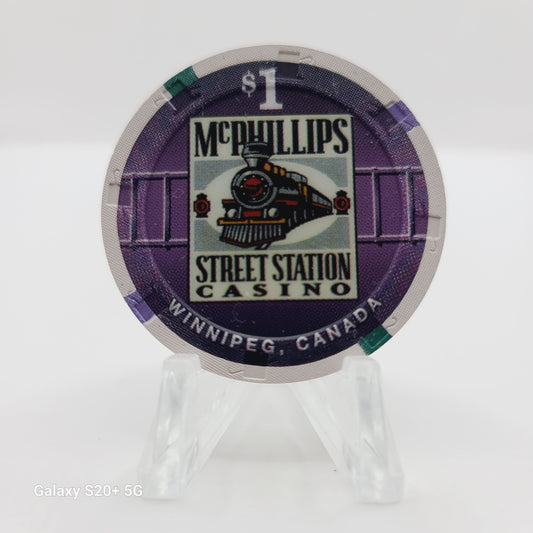 $1
McPHILLIPS
STREET STATION
CASINO
WINNIPEG, CANADA
Galaxy S20+ 5G